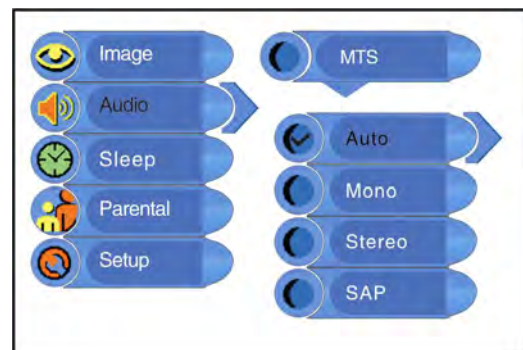 Image
Audio
Sleep
Parental
Setup
MTS
Auto
Mono
Stereo
SAP